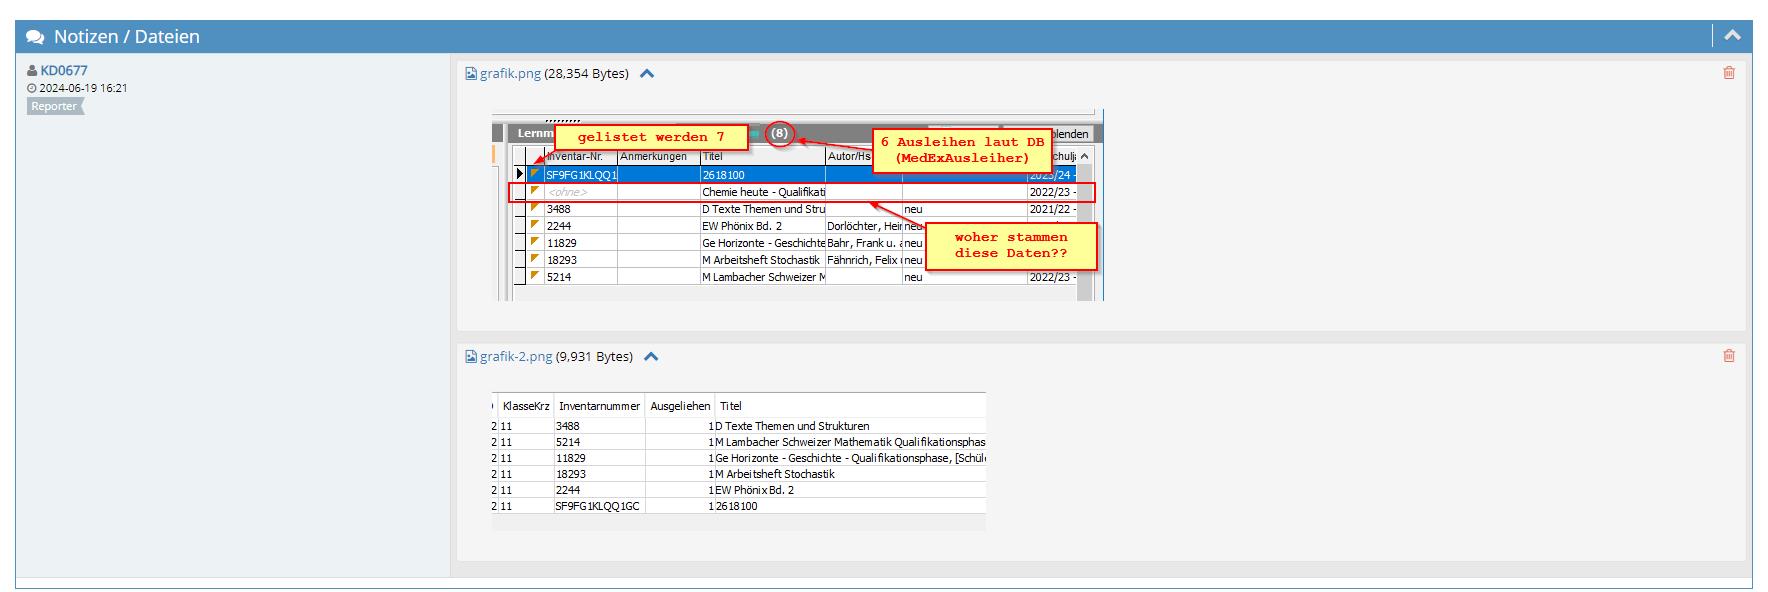 Notizen / Dateien
KD0677
2024-06-19 16:21
Reporter
grafik.png (28,354 Bytes)
gelistet werden 7
(8)
6 Ausleihen laut DB
(MedExAusleiher)
Inventar-Nr. Anmerkungen Titel
SF9FG1KLQQ1 2618100 2023/24 -
<ohne> Chemie heute - Qualifikati 2022/23 -
3488 D Texte Themen und Stru neu 2021/22 -
2244 EW Phönix Bd. 2 Dorlöchter, Hein neu
11829 Ge Horizonte - Geschichte Bahr, Frank u. a neu
18293 M Arbeitsheft Stochastik Fähnrich, Felix u neu
5214 M Lambacher Schweizer M neu 2022/23 -
woher stammen
diese Daten??
grafik-2.png (9,931 Bytes)
KlasseKrz Inventarnummer Ausgeliehen Titel
2 11 3488 1 D Texte Themen und Strukturen
2 11 5214 1 M Lambacher Schweizer Mathematik Qualifikationsphas
2 11 11829 1 Ge Horizonte - Geschichte - Qualifikationsphase, [Schül
2 11 18293 1 M Arbeitsheft Stochastik
2 11 2244 1 EW Phönix Bd. 2
2 11 SF9FG1KLQQ1GC 1 2618100